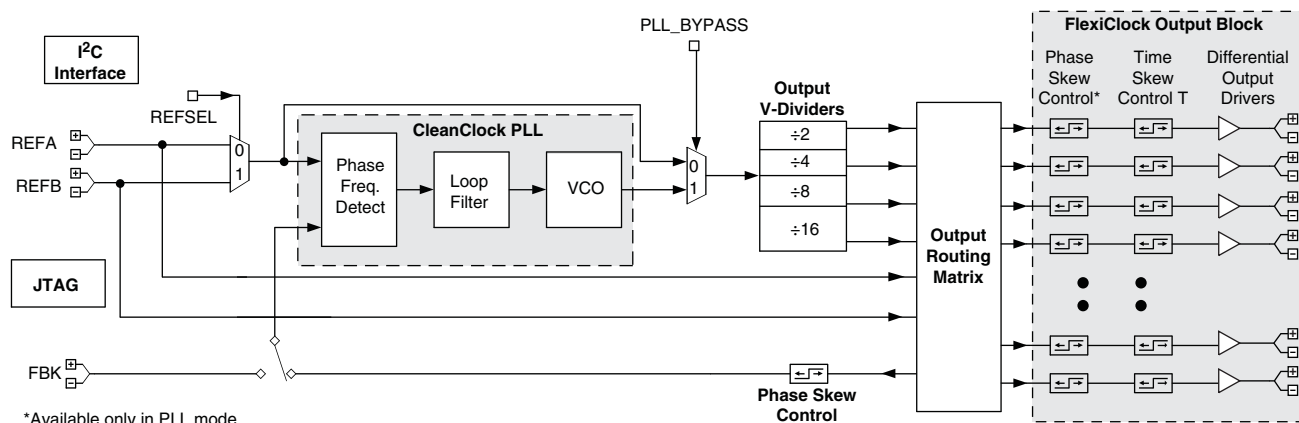 I²C
Interface
REFSEL
REFA
+
−
REFB
+
−
0
1
CleanClock PLL
Phase
Freq.
Detect
Loop
Filter
VCO
PLL_BYPASS
0
1
Output
V-Dividers
÷2
÷4
÷8
÷16
Output
Routing
Matrix
FlexiClock Output Block
Phase
Skew
Control*
Time
Skew
Control T
Differential
Output
Drivers
+
−
+
−
+
−
+
−
+
−
+
−
JTAG
FBK
+
−
Phase Skew
Control
*Available only in PLL mode